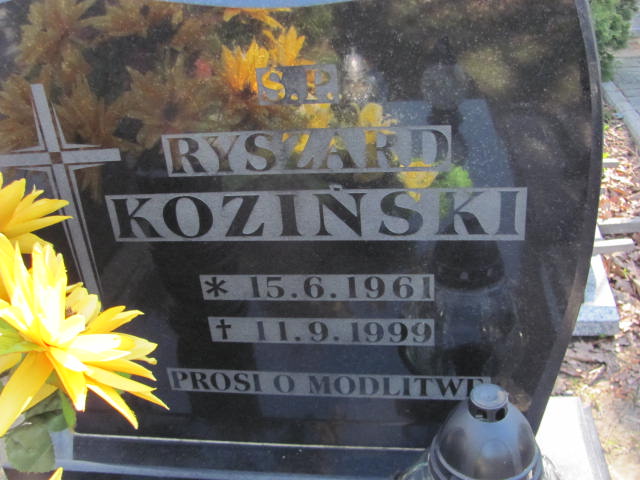 Ś.P.
RYSZARD
KOZIŃSKI
* 15.6.1961
† 11.9.1999
PROSI O MODLITWĘ